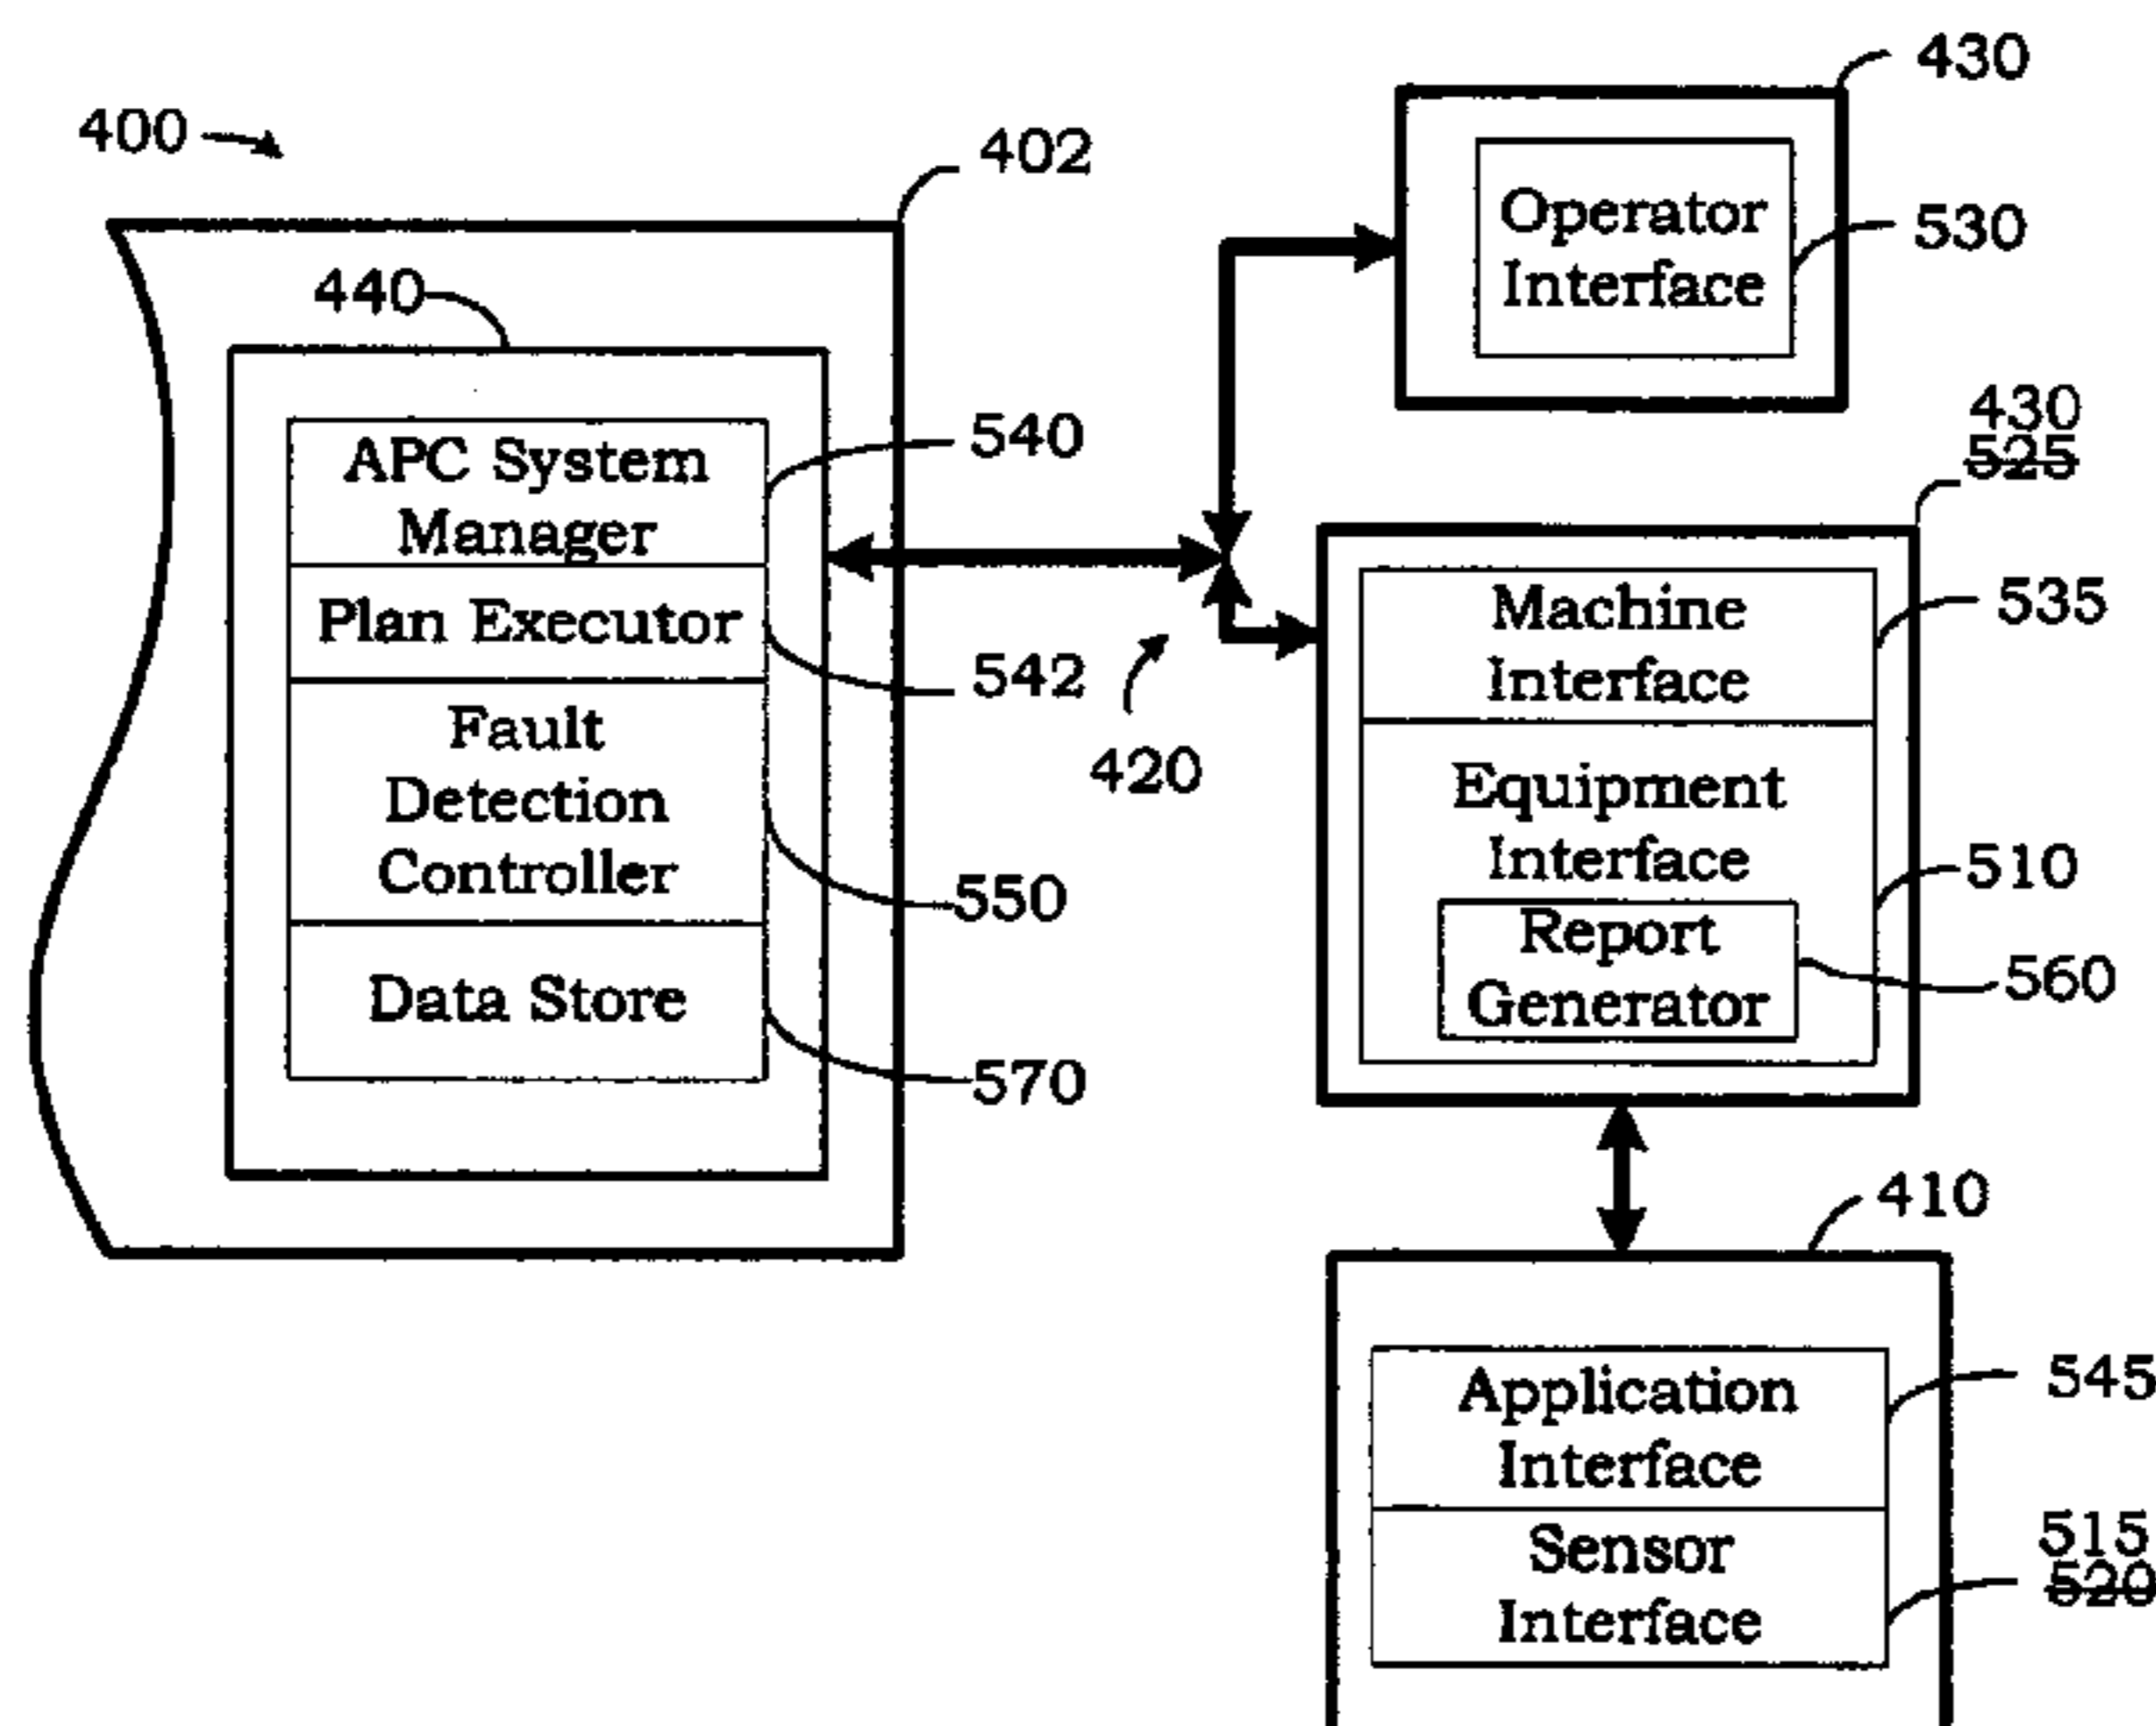 400
402
440
APC System
Manager
540
Plan Executor
542
Fault
Detection
Controller
550
Data Store
570
420
430
Operator
Interface
530
430
525
Machine
Interface
535
Equipment
Interface
510
Report
Generator
560
410
Application
Interface
545
Sensor
Interface
515
520